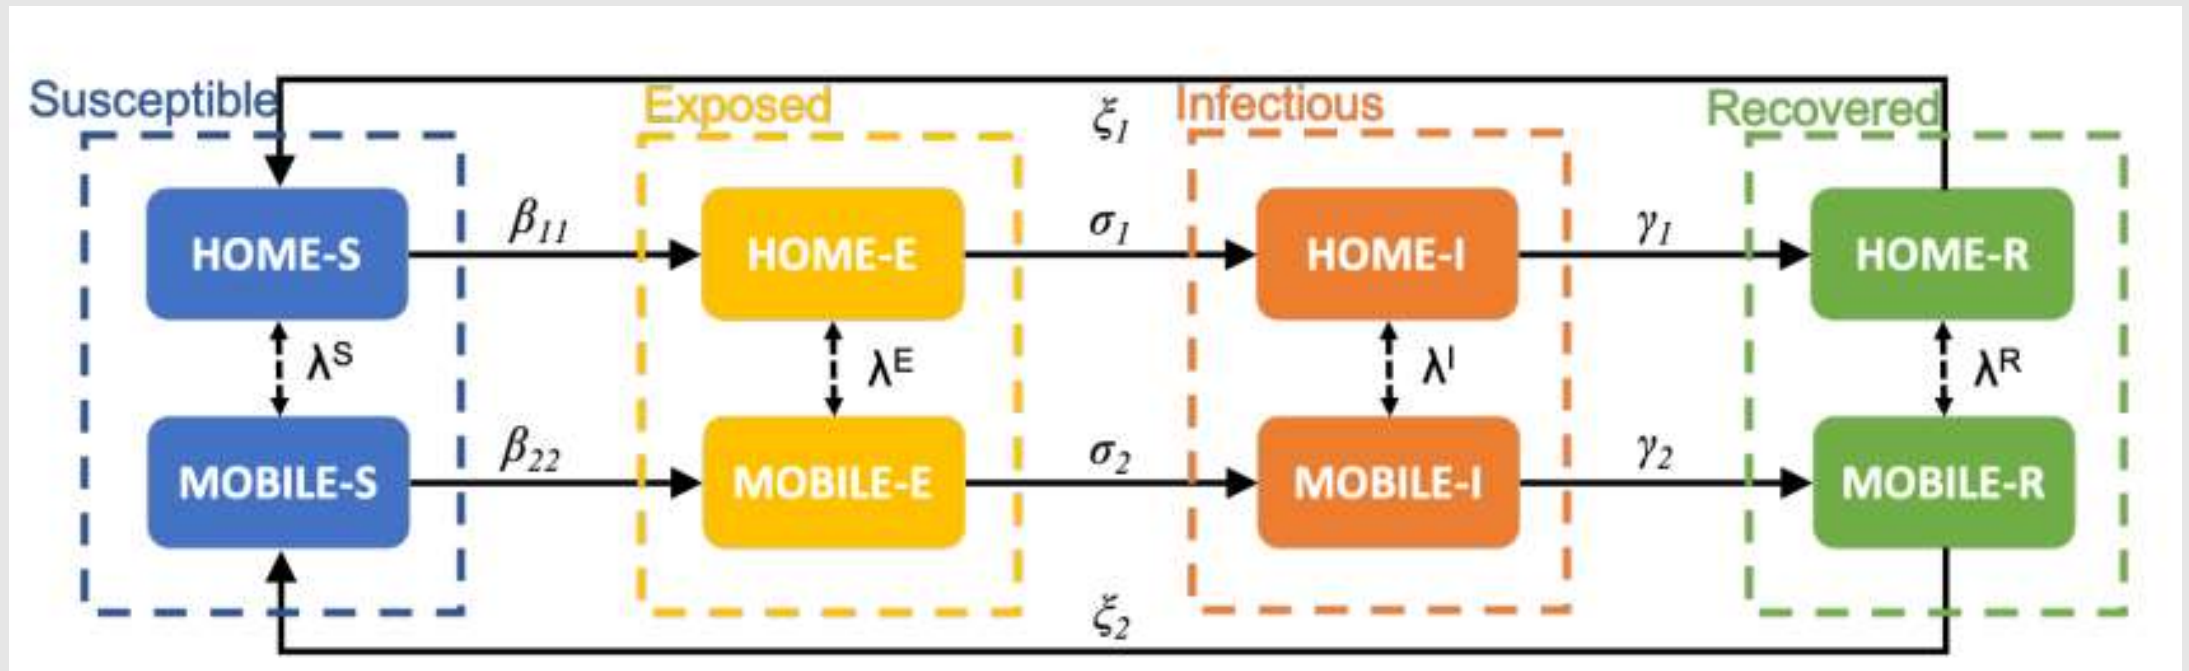 Susceptible
Exposed
ξ1
Infectious
Recovered
HOME-S
β11
HOME-E
σ1
HOME-I
γ1
HOME-R
λS
λE
λI
λR
MOBILE-S
β22
MOBILE-E
σ2
MOBILE-I
γ2
MOBILE-R
ξ2